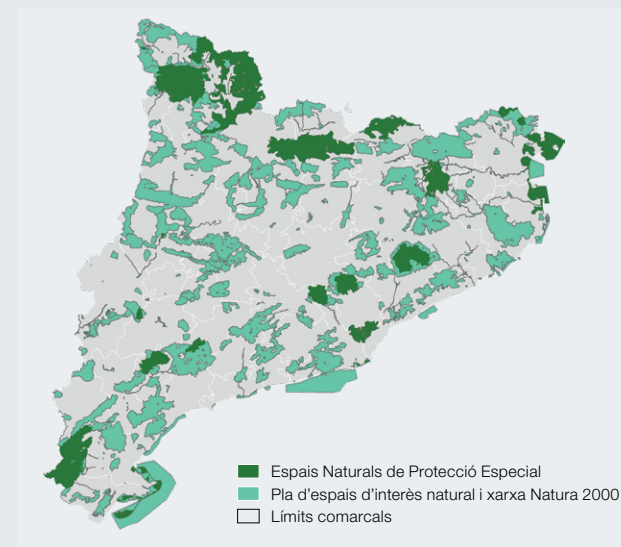 Espais Naturals de Protecció Especial
Pla d'espais d'interès natural i xarxa Natura 2000
Límits comarcals